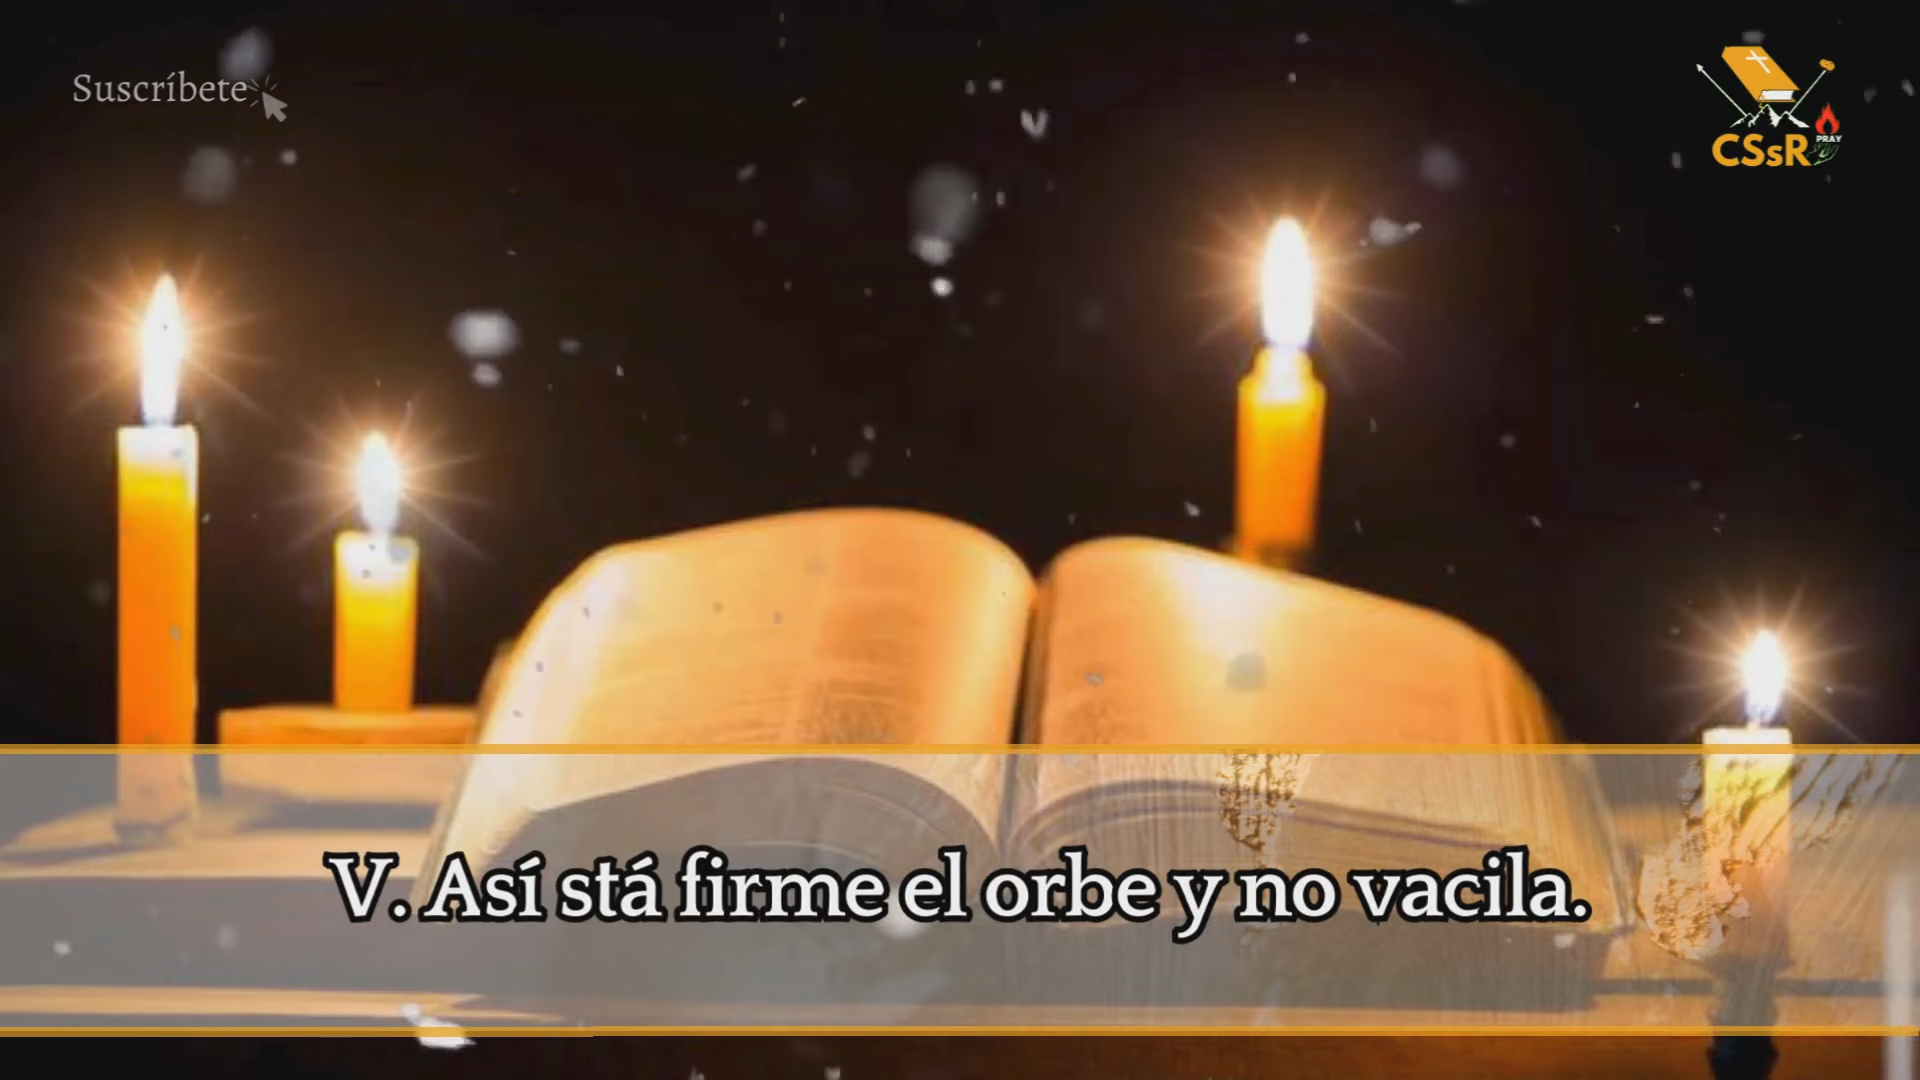 Suscríbete
CSsR
PRAY
V. Así stá firme el orbe y no vacila.